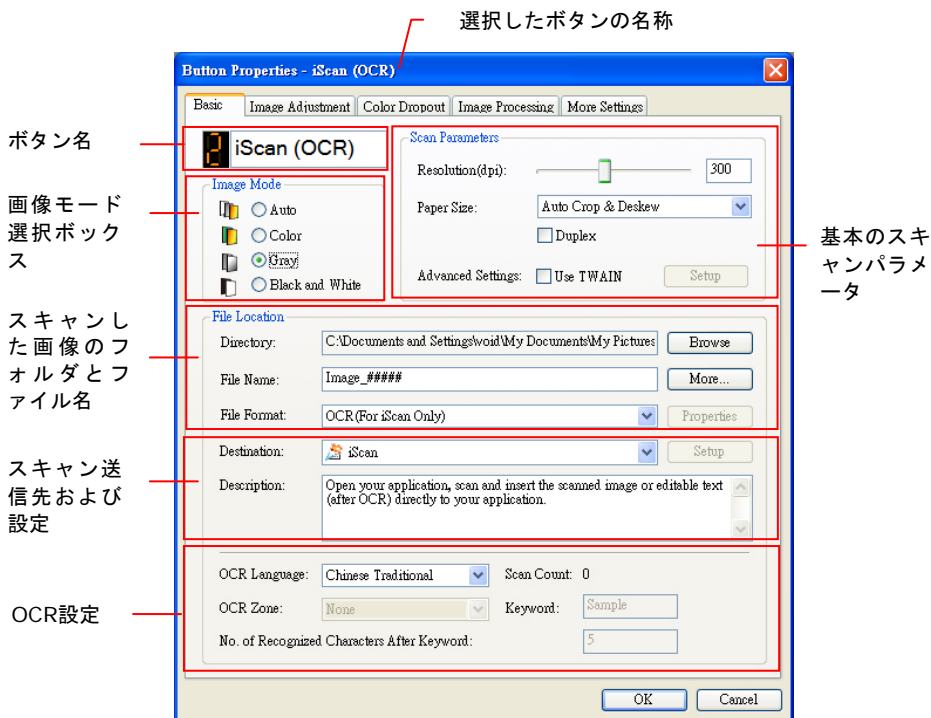 選択したボタンの名称
Button Properties - iScan (OCR)
Basic
Image Adjustment
Color Dropout
Image Processing
More Settings
ボタン名
2
iScan (OCR)
画像モード
選択ボック
ス
Image Mode
Auto
Color
Gray
Black and White
Scan Parameters
Resolution(dpi):
300
Paper Size:
Auto Crop & Deskew
Duplex
Advanced Settings:
Use TWAIN
Setup
基本のスキ
ャンパラメ
ータ
スキャンし
た画像のフ
ォルダとフ
ァイル名
File Location
Directory:
C:\Documents and Settings\void\My Documents\My Pictures
Browse
File Name:
Image_#####
More...
File Format:
OCR(For iScan Only)
Properties
スキャン送
信先および
設定
Destination:
iScan
Setup
Description:
Open your application, scan and insert the scanned image or editable text
(after OCR) directly to your application.
OCR設定
OCR Language:
Chinese Traditional
Scan Count: 0
OCR Zone:
None
Keyword:
Sample
No. of Recognized Characters After Keyword:
5
OK
Cancel